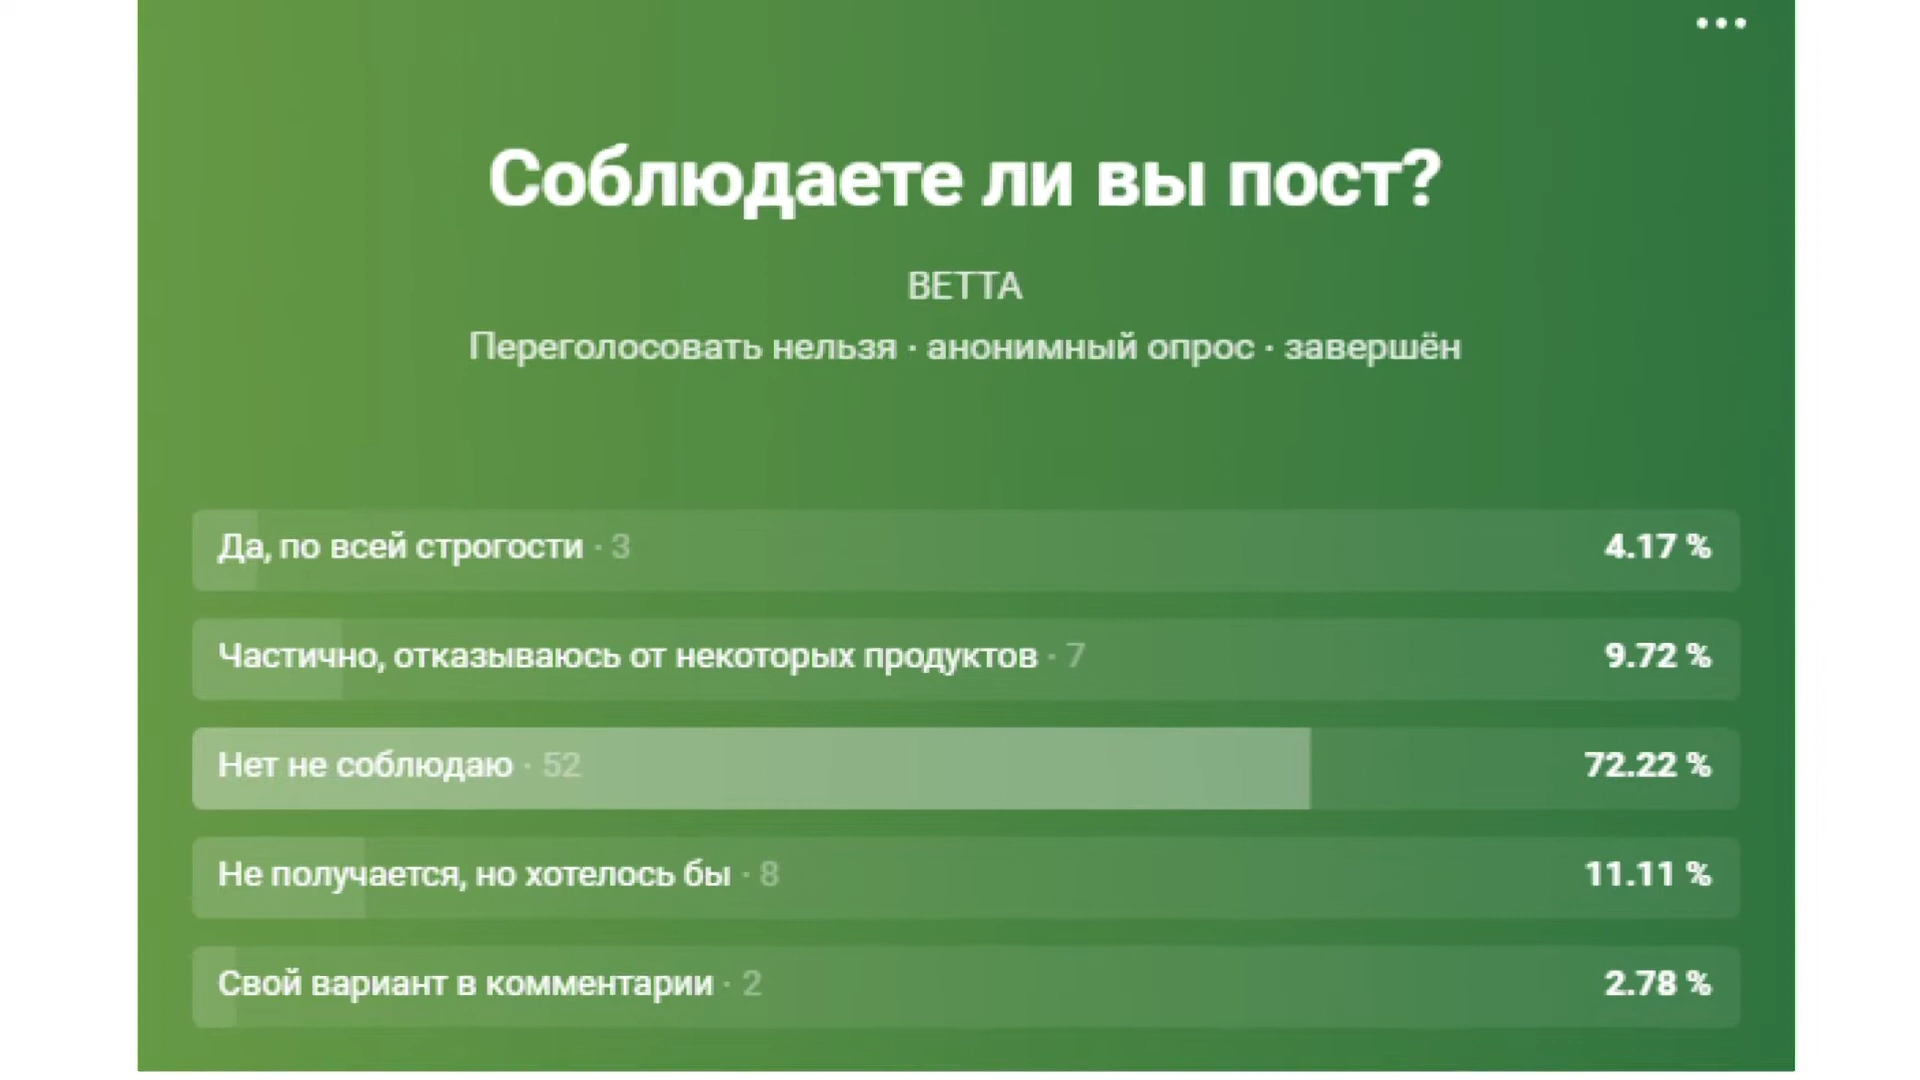 Соблюдаете ли вы пост?
ВЕТТА
Переголосовать нельзя · анонимный опрос · завершён
Да, по всей строгости · 3 4.17 %
Частично, отказываюсь от некоторых продуктов · 7 9.72 %
Нет не соблюдаю · 52 72.22 %
Не получается, но хотелось бы · 8 11.11 %
Свой вариант в комментарии · 2 2.78 %